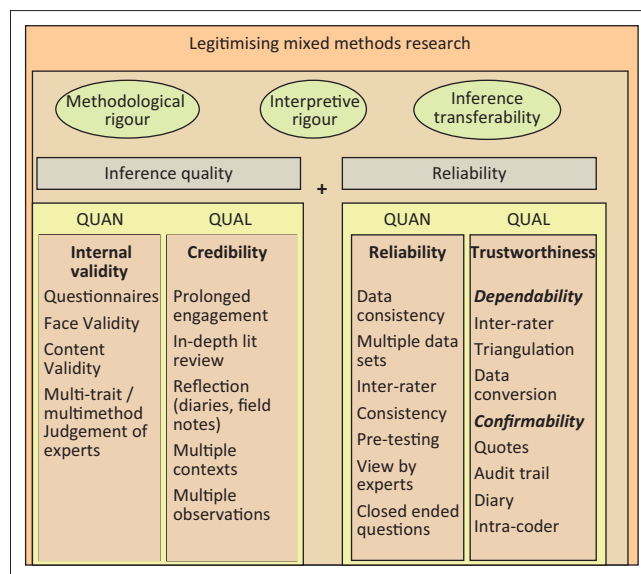 Legitimising mixed methods research
Methodological
rigour
Interpretive
rigour
Inference
transferability
Inference quality
+
Reliability
QUAN
QUAL
Internal
validity
Questionnaires
Face Validity
Content
Validity
Multi-trait /
multimethod
Judgement of
experts
Credibility
Prolonged
engagement
In-depth lit
review
Reflection
(diaries, field
notes)
Multiple
contexts
Multiple
observations
QUAN
QUAL
Reliability
Data
consistency
Multiple data
sets
Inter-rater
Consistency
Pre-testing
View by
experts
Closed ended
questions
Trustworthiness
Dependability
Inter-rater
Triangulation
Data
conversion
Confirmability
Quotes
Audit trail
Diary
Intra-coder